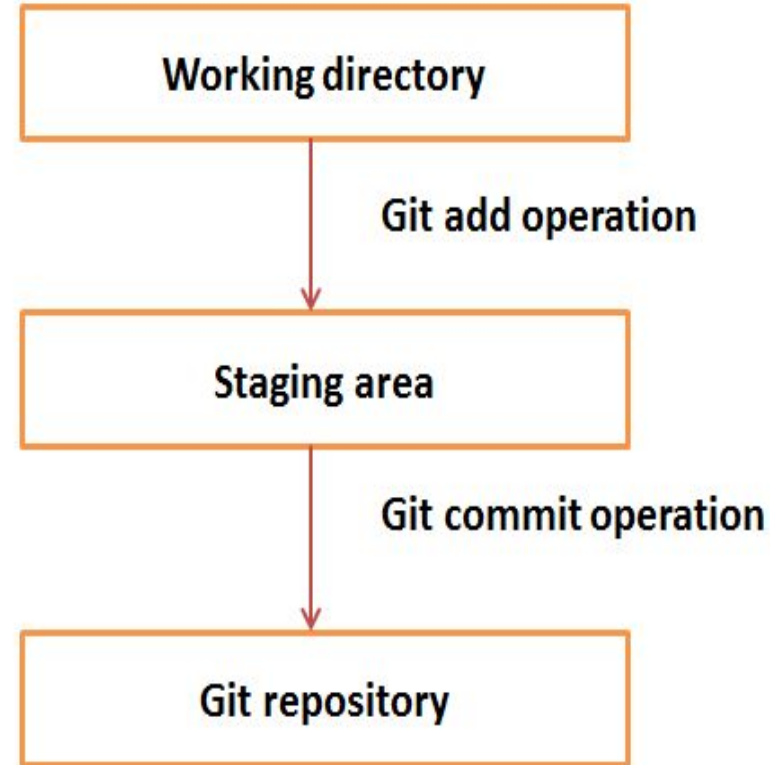 Working directory
Git add operation
Staging area
Git commit operation
Git repository